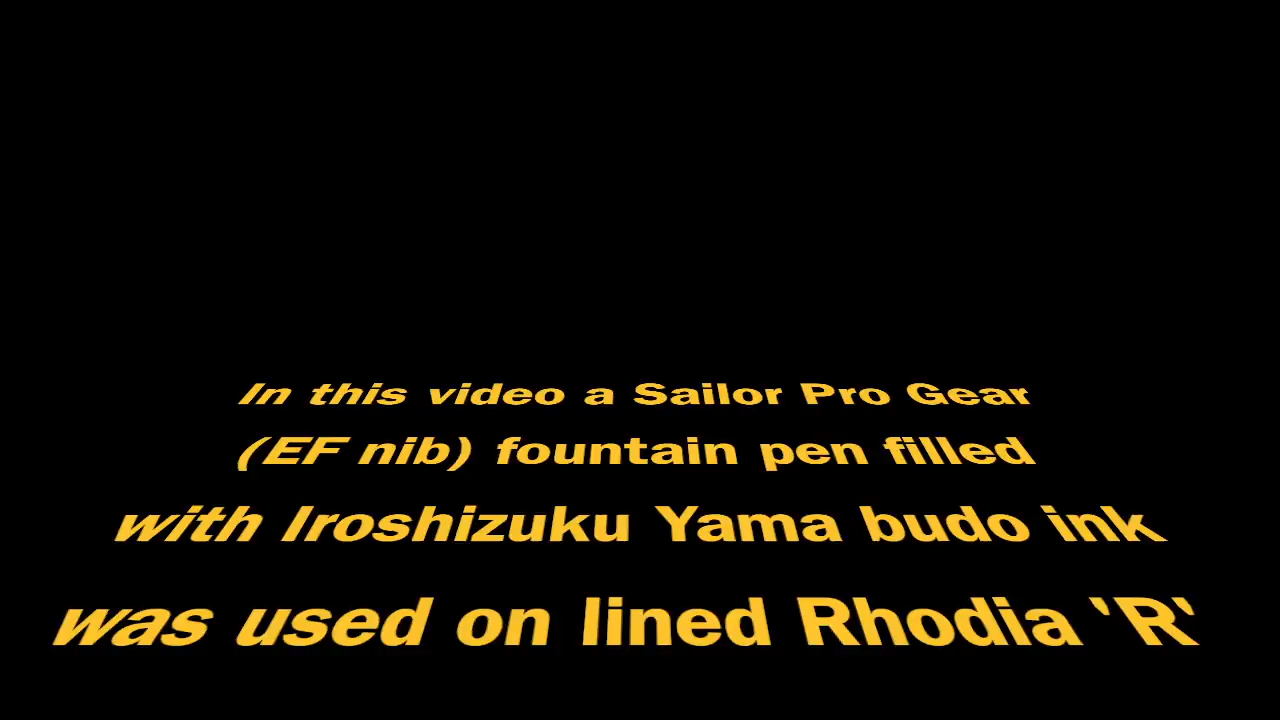 In this video a Sailor Pro Gear
(EF nib) fountain pen filled
with Iroshizuku Yama budo ink
was used on lined Rhodia 'R'